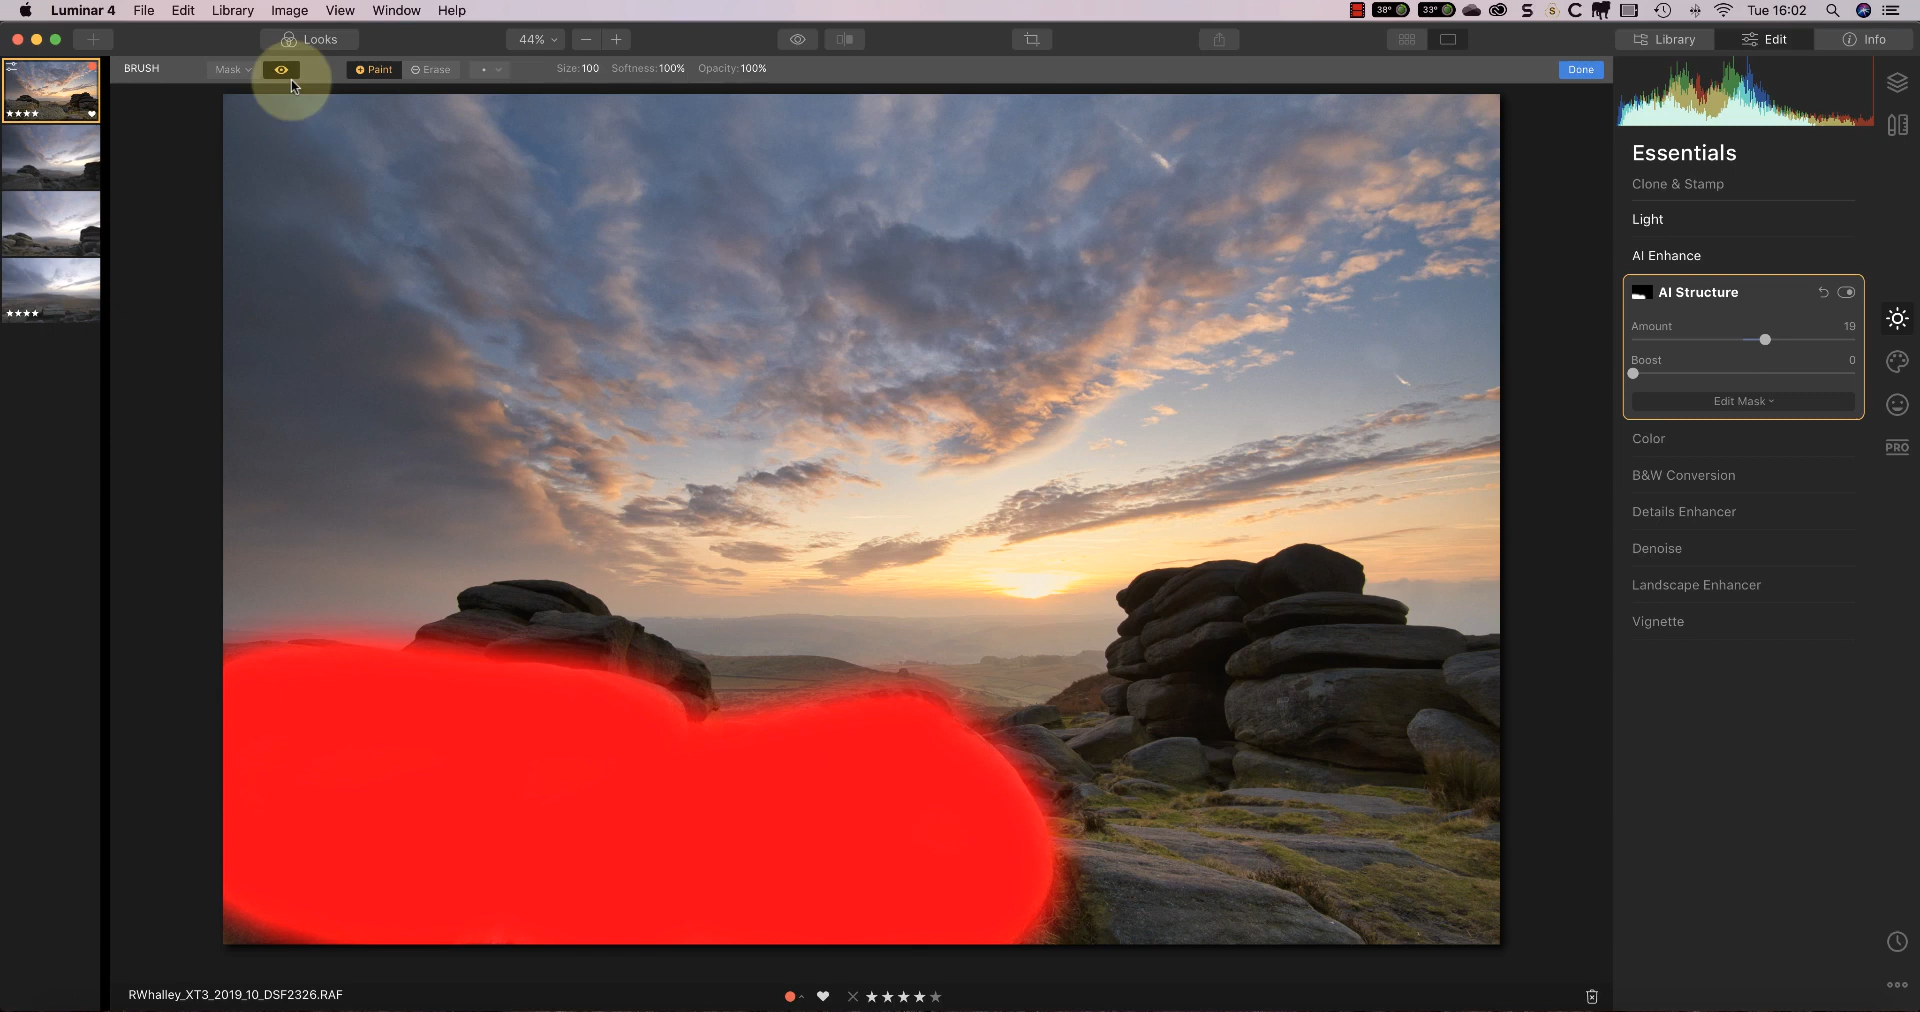 Luminar 4 File Edit Library Image View Window Help 38° 33° Tue 16:02
Looks 44% Library Edit Info
BRUSH Mask Paint Erase Size: 100 Softness: 100% Opacity: 100% Done
Essentials
Clone & Stamp
Light
AI Enhance
AI Structure
Amount 19
Boost 0
Edit Mask
Color
PRO
B&W Conversion
Details Enhancer
Denoise
Landscape Enhancer
Vignette
RWhalley_XT3_2019_10_DSF2326.RAF